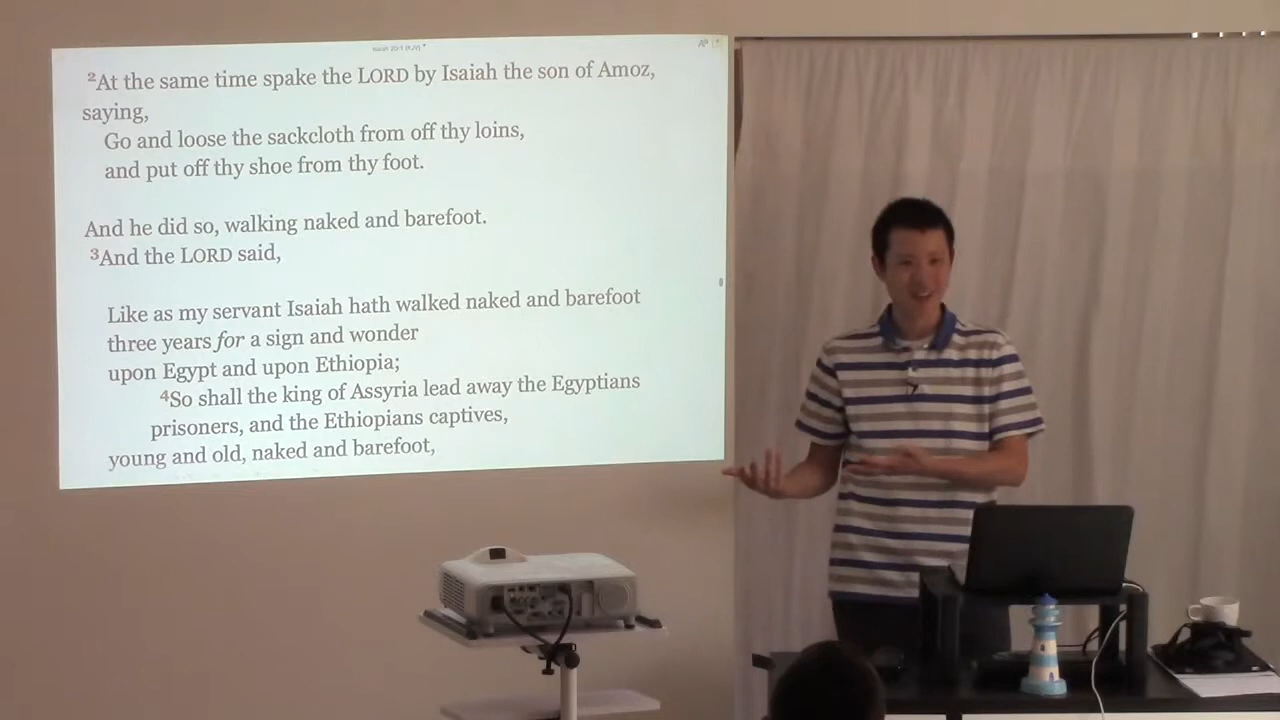 Isaiah 20:1 (KJV)
²At the same time spake the LORD by Isaiah the son of Amoz,
saying,
Go and loose the sackcloth from off thy loins,
and put off thy shoe from thy foot.
And he did so, walking naked and barefoot.
³And the LORD said,
Like as my servant Isaiah hath walked naked and barefoot
three years for a sign and wonder
upon Egypt and upon Ethiopia;
⁴So shall the king of Assyria lead away the Egyptians
prisoners, and the Ethiopians captives,
young and old, naked and barefoot,